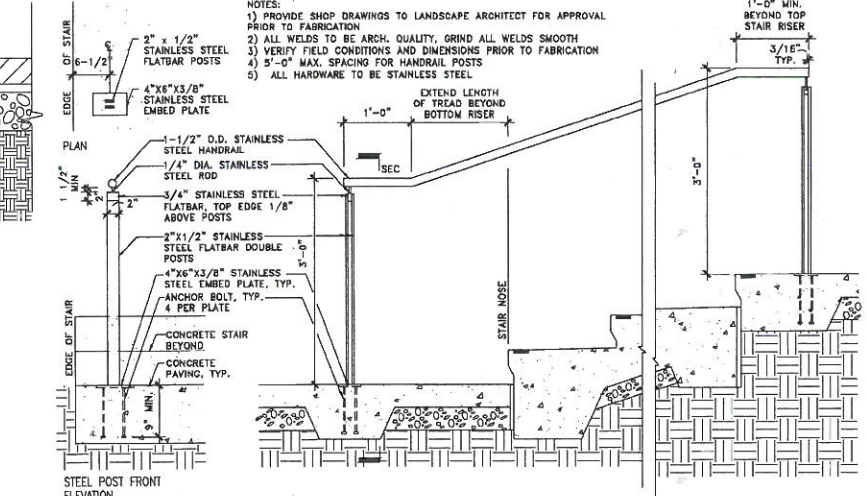 NOTES:
1) PROVIDE SHOP DRAWINGS TO LANDSCAPE ARCHITECT FOR APPROVAL
PRIOR TO FABRICATION
2) ALL WELDS TO BE ARCH. QUALITY, GRIND ALL WELDS SMOOTH
3) VERIFY FIELD CONDITIONS AND DIMENSIONS PRIOR TO FABRICATION
4) 5'-0" MAX. SPACING FOR HANDRAIL POSTS
5) ALL HARDWARE TO BE STAINLESS STEEL
EDGE OF STAIR
6-1/2"
2" x 1/2"
STAINLESS STEEL
FLATBAR POSTS
4"X6"X3/8"
STAINLESS STEEL
EMBED PLATE
PLAN
1'-0" MIN.
BEYOND TOP
STAIR RISER
3/16"
TYP.
EXTEND LENGTH
OF TREAD BEYOND
BOTTOM RISER
1'-0"
SEC
1-1/2" O.D. STAINLESS
STEEL HANDRAIL
1/4" DIA. STAINLESS
STEEL ROD
3/4" STAINLESS STEEL
FLATBAR, TOP EDGE 1/8"
ABOVE POSTS
2"X1/2" STAINLESS
STEEL FLATBAR DOUBLE
POSTS
4"X6"X3/8" STAINLESS
STEEL EMBED PLATE, TYP.
ANCHOR BOLT, TYP.
4 PER PLATE
CONCRETE STAIR
BEYOND
CONCRETE
PAVING, TYP.
1 1/2"
MIN
2"
2"
3'-0"
3'-0"
STAIR NOSE
EDGE OF STAIR
9" MIN.
STEEL POST FRONT
ELEVATION